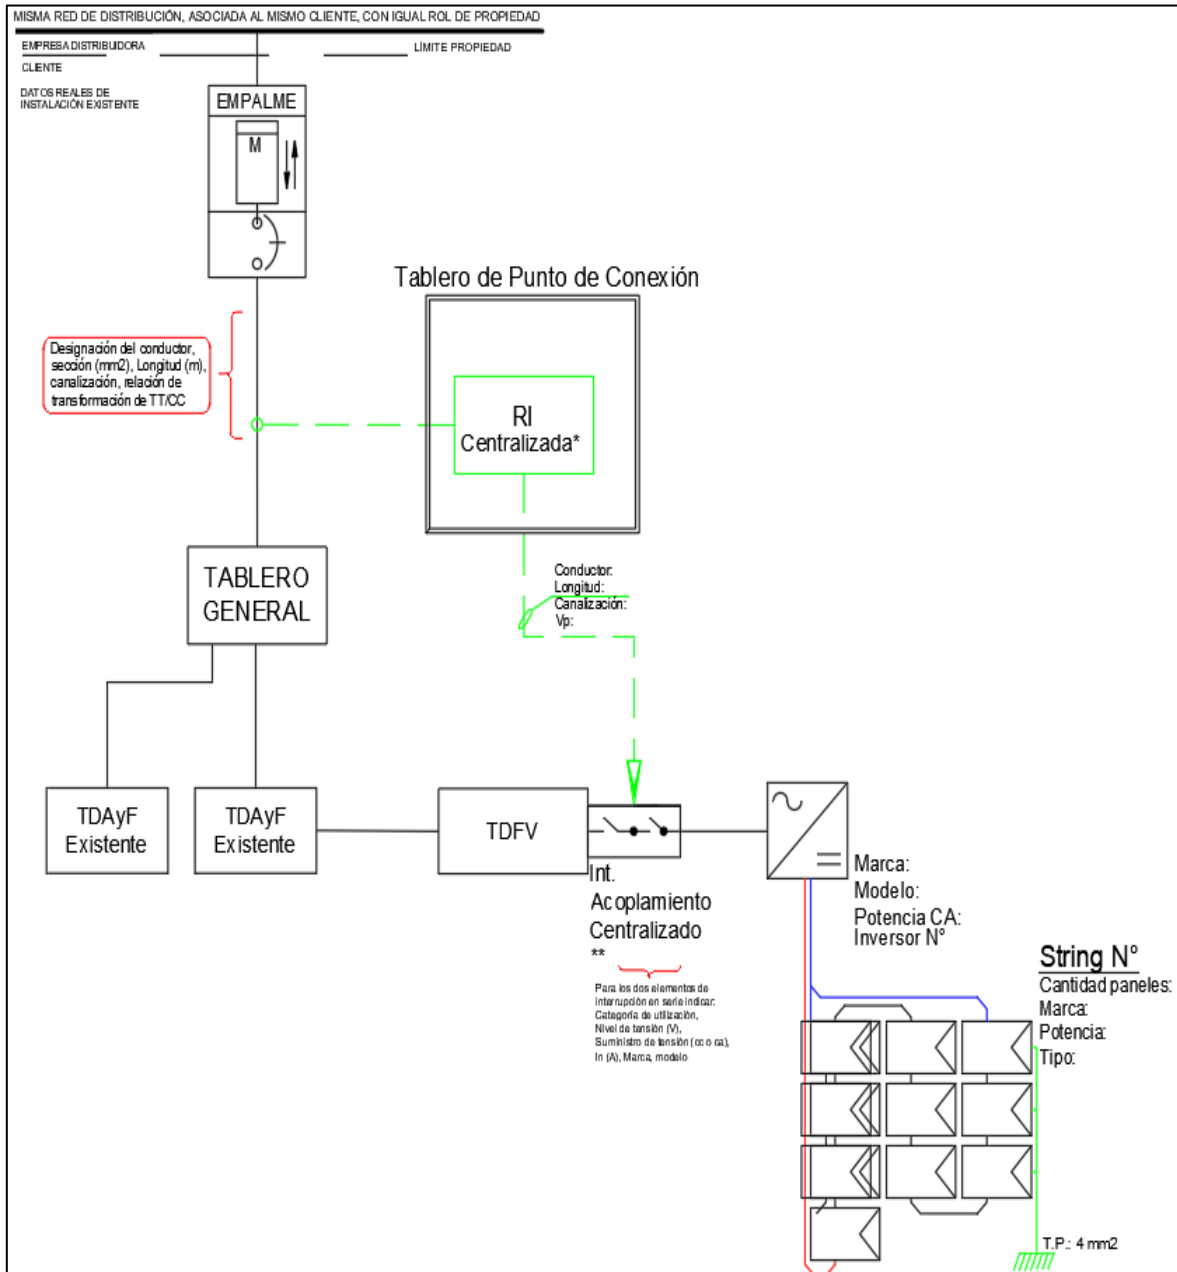 MISMA RED DE DISTRIBUCIÓN, ASOCIADA AL MISMO CLIENTE, CON IGUAL ROL DE PROPIEDAD
EMPRESA DISTRIBUIDORA
LÍMITE PROPIEDAD
CLIENTE
DATOS REALES DE
INSTALACIÓN EXISTENTE
EMPALME
M
Tablero de Punto de Conexión
Designación del conductor,
sección (mm2), Longitud (m),
canalización, relación de
transformación de TT/CC
RI
Centralizada*
TABLERO
GENERAL
Conductor:
Longitud:
Canalización:
Vp:
TDAyF
Existente
TDAyF
Existente
TDFV
Int.
Acoplamiento
Centralizado
**
Para los dos elementos de
interrupción en serie indicar:
Categoría de utilización,
Nivel de tensión (V),
Suministro de tensión (cc o ca),
In (A), Marca, modelo
Marca:
Modelo:
Potencia CA:
Inversor N°
String N°
Cantidad paneles:
Marca:
Potencia:
Tipo:
T.P.: 4 mm2